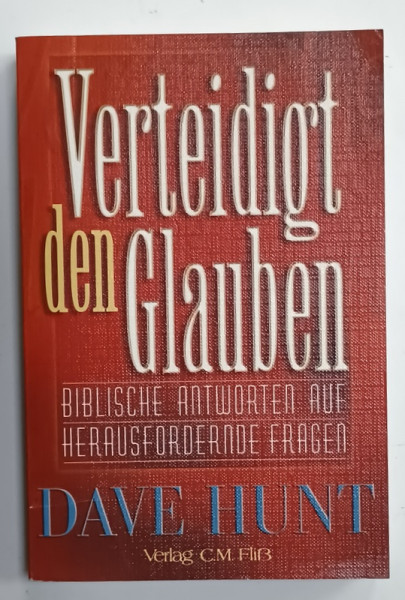 Verteidigt
den
Glauben
BIBLISCHE ANTWORTEN AUF
HERAUSFORDERNDE FRAGEN
DAVE HUNT
Verlag C.M. Fliß